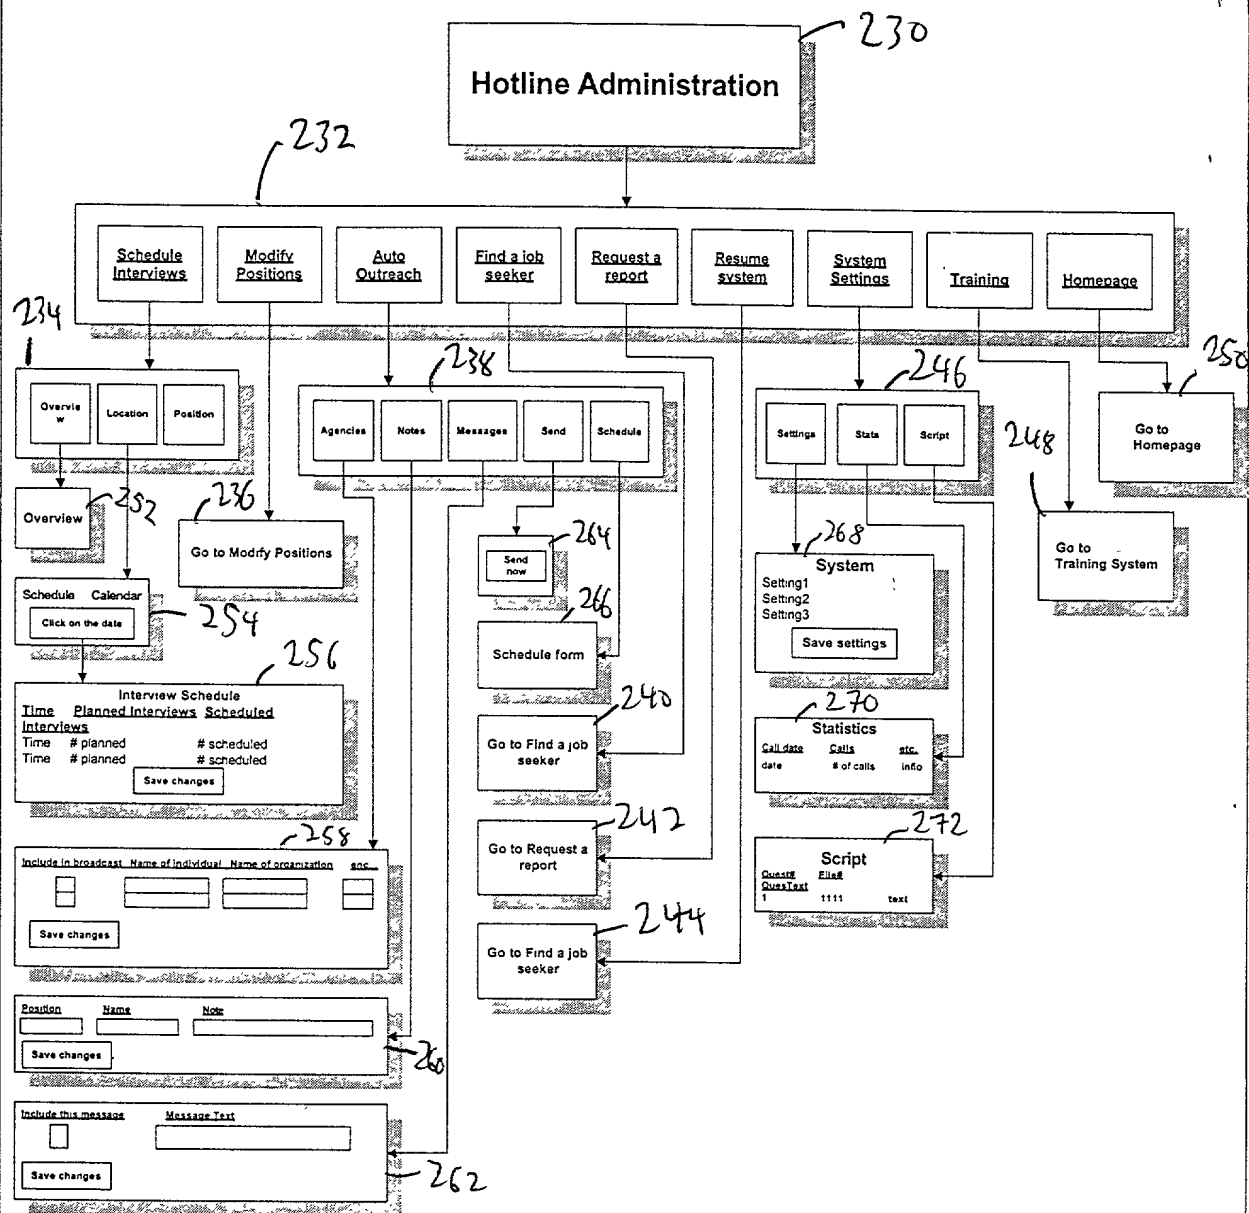 230
Hotline Administration
232
Schedule
Interviews
Modify
Positions
Auto
Outreach
Find a job
seeker
Request a
report
Resume
system
System
Settings
Training
Homepage
234
Overvie
w
Location
Position
238
Agencies
Notes
Messages
Send
Schedule
246
Settings
Stats
Script
250
Go to
Homepage
248
Go to
Training System
252
Overview
236
Go to Modify Positions
264
Send
now
268
System
Setting1
Setting2
Setting3
Save settings
Schedule Calendar
Click on the date
254
266
Schedule form
256
Interview Schedule
Time Planned Interviews Scheduled
Interviews
Time # planned # scheduled
Time # planned # scheduled
Save changes
240
Go to Find a job
seeker
270
Statistics
Call date Calls etc.
date # of calls info
258
Include in broadcast Name of individual Name of organization enc...
Save changes
242
Go to Request a
report
272
Script
Quest# File#
QuesText
1 1111 text
244
Go to Find a job
seeker
Position Name Note
Save changes
260
Include this message Message Text
Save changes
262